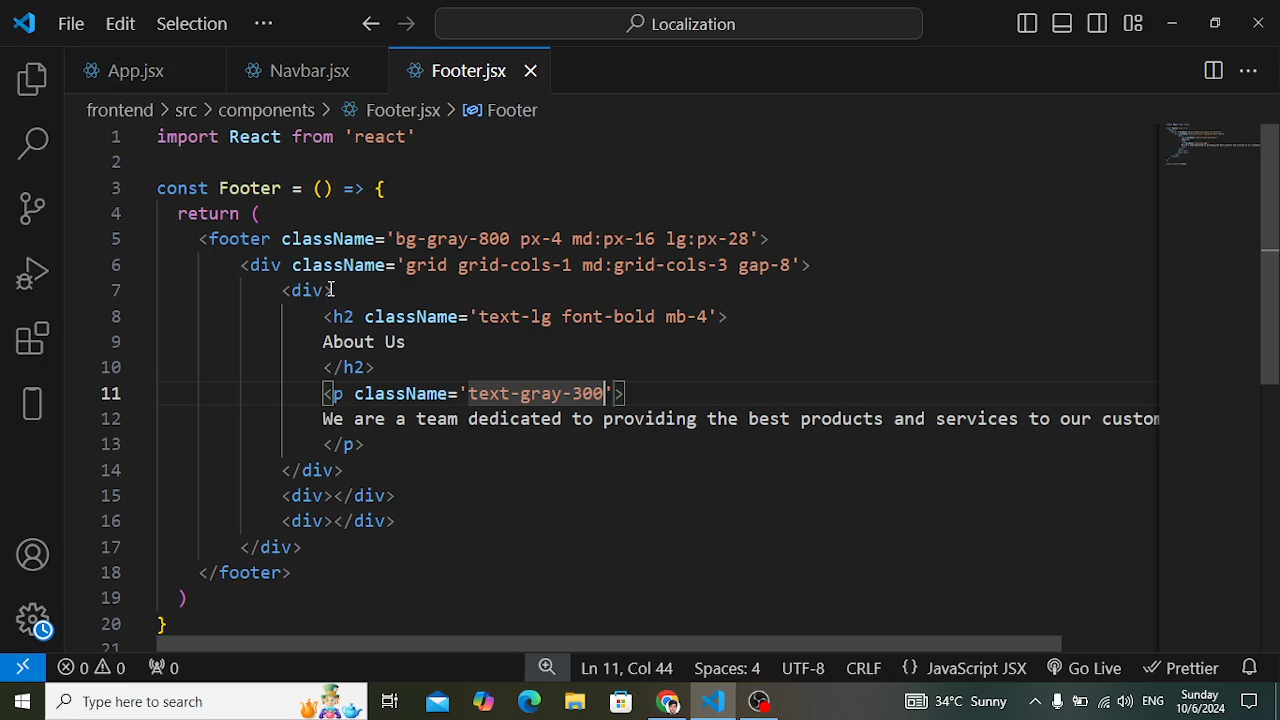 File Edit Selection ··· Localization
App.jsx Navbar.jsx Footer.jsx
frontend > src > components > Footer.jsx > Footer
1 import React from 'react'
2
3 const Footer = () => {
4 return (
5 <footer className='bg-gray-800 px-4 md:px-16 lg:px-28'>
6 <div className='grid grid-cols-1 md:grid-cols-3 gap-8'>
7 <div>
8 <h2 className='text-lg font-bold mb-4'>
9 About Us
10 </h2>
11 <p className='text-gray-300'>
12 We are a team dedicated to providing the best products and services to our custom
13 </p>
14 </div>
15 <div></div>
16 <div></div>
17 </div>
18 </footer>
19 )
20 }
21
0 0 0 Ln 11, Col 44 Spaces: 4 UTF-8 CRLF {} JavaScript JSX Go Live Prettier
Type here to search 34°C Sunny ENG Sunday
10/6/2024